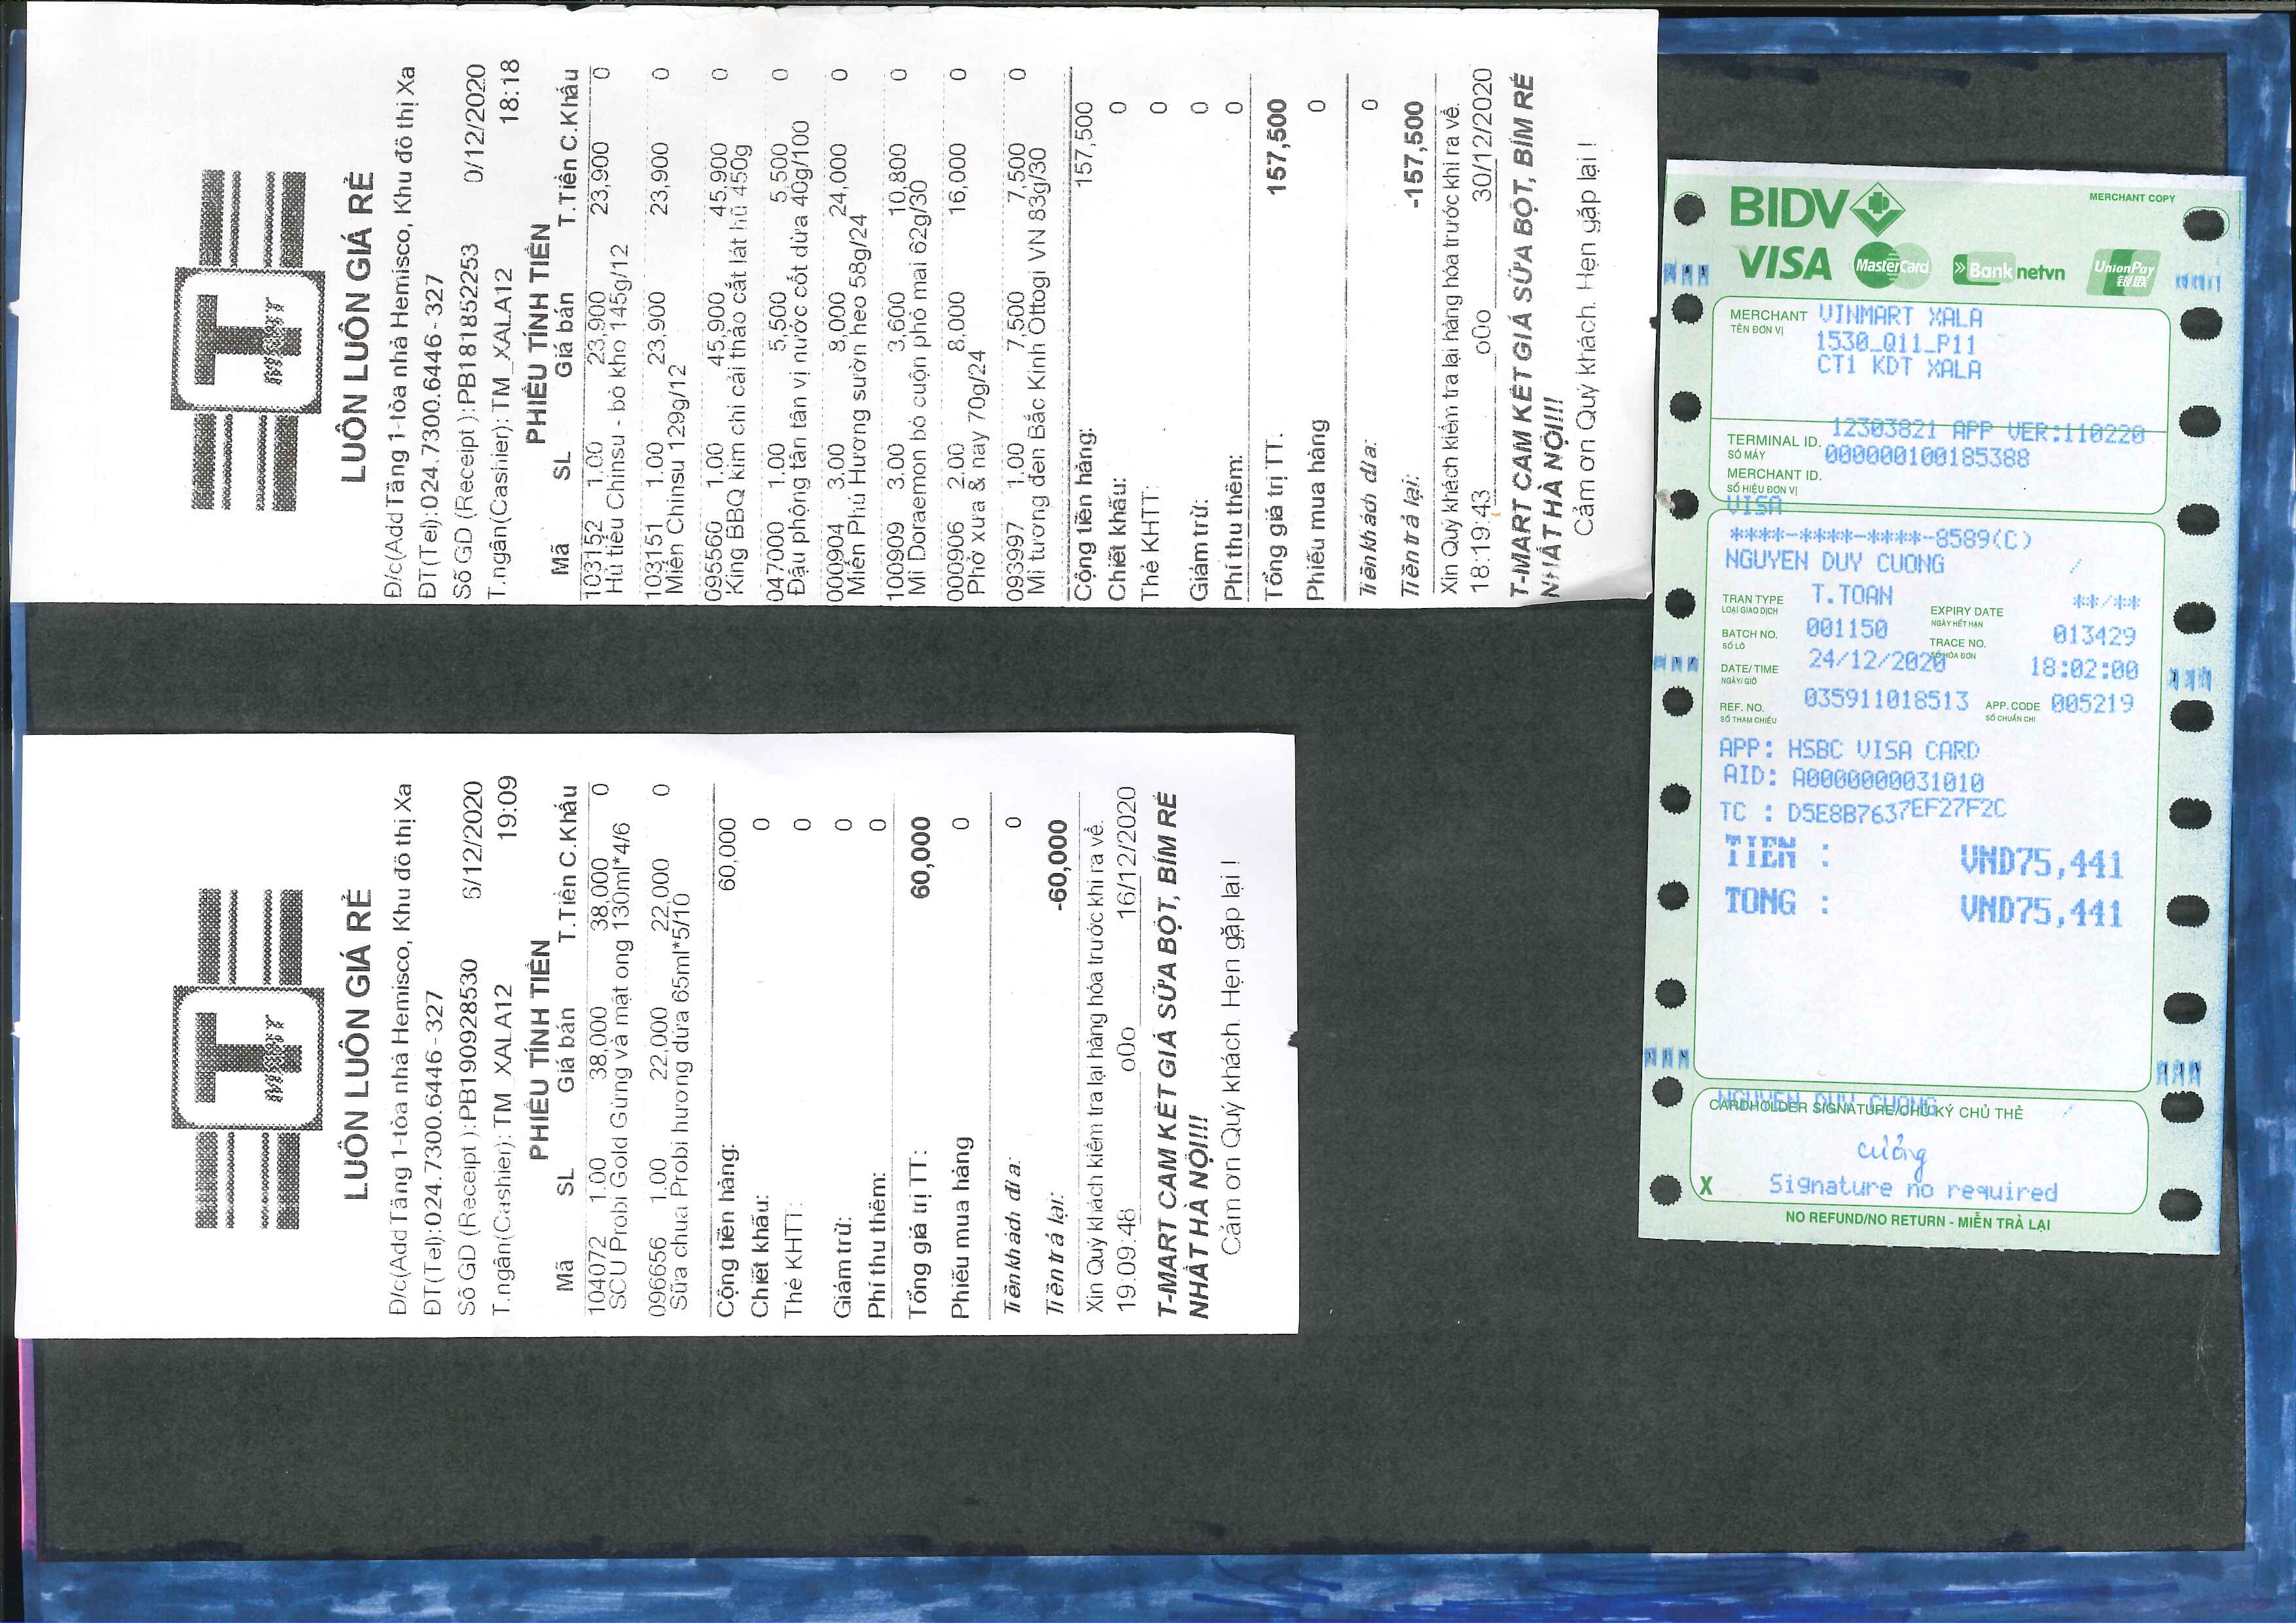 T
MART
LUÔN LUÔN GIÁ RẺ
Đ/c(Add Tầng 1-tòa nhà Hemisco, Khu đô thị Xa
ĐT(Tel):024.7300.6446 - 327
Số GD (Receipt ):PB181852253 0/12/2020
T.ngân(Cashier): TM_XALA12 18:18
PHIẾU TÍNH TIỀN
Mã SL Giá bán T.Tiền C.Khấu
103152 1.00 23,900 23,900 0
Hủ tiếu Chinsu - bò kho 145g/12
103151 1.00 23,900 23,900 0
Miến Chinsu 129g/12
095560 1.00 45,900 45,900 0
King BBQ kim chi cải thảo cắt lát hũ 450g
047000 1.00 5,500 5,500 0
Đậu phộng tân tân vị nước cốt dừa 40g/100
0000904 3.00 8,000 24,000 0
Miến Phú Hương sườn heo 58g/24
100909 3.00 3,600 10,800 0
Mì Doraemon bò cuộn phô mai 62g/30
0000906 2.00 8,000 16,000 0
Phở xưa & nay 70g/24
093997 1.00 7,500 7,500 0
Mì tương đen Bắc Kinh Ottogi VN 83g/30
Cộng tiền hàng: 157,500
Chiết khấu: 0
Thẻ KHTT: 0
Giảm trừ: 0
Phí thu thêm: 0
Tổng giá trị TT: 157,500
Phiếu mua hàng 0
Tiền khách đưa: 0
Tiền trả lại: -157,500
Xin Quý khách kiểm tra lại hàng hóa trước khi ra về.
18:19:43 o0o 30/12/2020
T-MART CAM KẾT GIÁ SỮA BỘT, BỈM RẺ
NHẤT HÀ NỘI!!!
Cảm ơn Quý khách. Hẹn gặp lại !
T
MART
LUÔN LUÔN GIÁ RẺ
Đ/c(Add Tầng 1-tòa nhà Hemisco, Khu đô thị Xa
ĐT(Tel):024.7300.6446 - 327
Số GD (Receipt ):PB190928530 6/12/2020
T.ngân(Cashier): TM_XALA12 19:09
PHIẾU TÍNH TIỀN
Mã SL Giá bán T.Tiền C.Khấu
104072 1.00 38,000 38,000 0
SCU Probi Gold Gừng và mật ong 130ml*4/6
0966656 1.00 22,000 22,000 0
Sữa chua Probi hương dừa 65ml*5/10
Cộng tiền hàng: 60,000
Chiết khấu: 0
Thẻ KHTT: 0
Giảm trừ: 0
Phí thu thêm: 0
Tổng giá trị TT: 60,000
Phiếu mua hàng 0
Tiền khách đưa: 0
Tiền trả lại: -60,000
Xin Quý khách kiểm tra lại hàng hóa trước khi ra về.
19:09:48 o0o 16/12/2020
T-MART CAM KẾT GIÁ SỮA BỘT, BỈM RẺ
NHẤT HÀ NỘI!!!
Cảm ơn Quý khách. Hẹn gặp lại !
BIDV MERCHANT COPY
VISA MasterCard Banknetvn UnionPay 银联
MERCHANT VINMART XALA
TÊN ĐƠN VỊ
1530_Q11_P11
CT1 KDT XALA
12303821 APP VER:110220
TERMINAL ID.
SỐ MÁY
000000100185388
MERCHANT ID.
SỐ HIỆU ĐƠN VỊ
VISA
****-****-****-8589(C)
NGUYEN DUY CUONG /
TRAN TYPE T.TOAN EXPIRY DATE **/**
LOẠI GIAO DỊCH NGÀY HẾT HẠN
BATCH NO. 001150 TRACE NO. 013429
SỐ LÔ SỐ HÓA ĐƠN
DATE/TIME 24/12/2020 18:02:00
NGÀY/GIỜ
REF. NO. 035911018513 APP.CODE 005219
SỐ THAM CHIẾU SỐ CHUẨN CHI
APP: HSBC VISA CARD
AID: A0000000031010
TC : D5E8B7637EF27F2C
TIEN : VND75,441
TONG : VND75,441
NGUYEN DUY CUONG /
CARDHOLDER SIGNATURE/CHỮ KÝ CHỦ THẺ
Cường
X Signature no required
NO REFUND/NO RETURN - MIỄN TRẢ LẠI